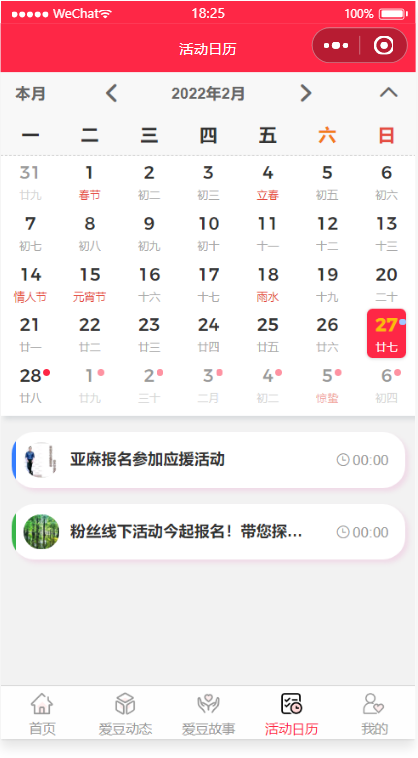 WeChat 18:25 100%
活动日历
本月 2022年2月
一 二 三 四 五 六 日
31 1 2 3 4 5 6
廿九 春节 初二 初三 立春 初五 初六
7 8 9 10 11 12 13
初七 初八 初九 初十 十一 十二 十三
14 15 16 17 18 19 20
情人节 元宵节 十六 十七 雨水 十九 二十
21 22 23 24 25 26 27
廿一 廿二 廿三 廿四 廿五 廿六 廿七
28 1 2 3 4 5 6
廿八 廿九 三十 二月 初二 惊蛰 初四
亚麻报名参加应援活动 00:00
粉丝线下活动今起报名！带您探... 00:00
首页 爱豆动态 爱豆故事 活动日历 我的